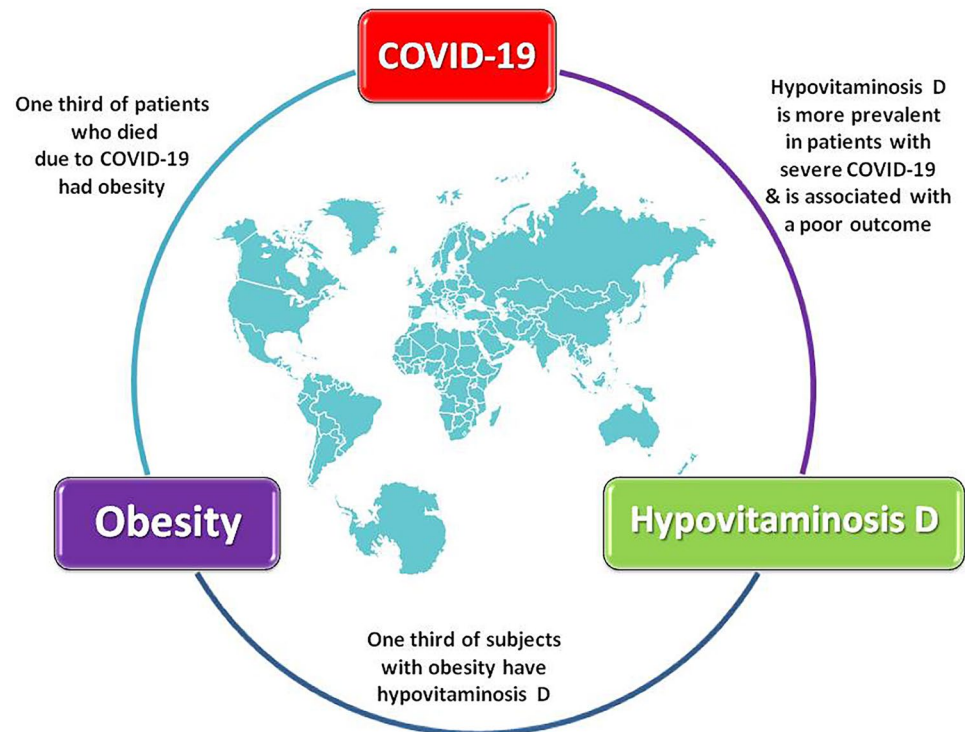 COVID-19
One third of patients
who died
due to COVID-19
had obesity
Hypovitaminosis D
is more prevalent
in patients with
severe COVID-19
& is associated with
a poor outcome
Obesity
Hypovitaminosis D
One third of subjects
with obesity have
hypovitaminosis D